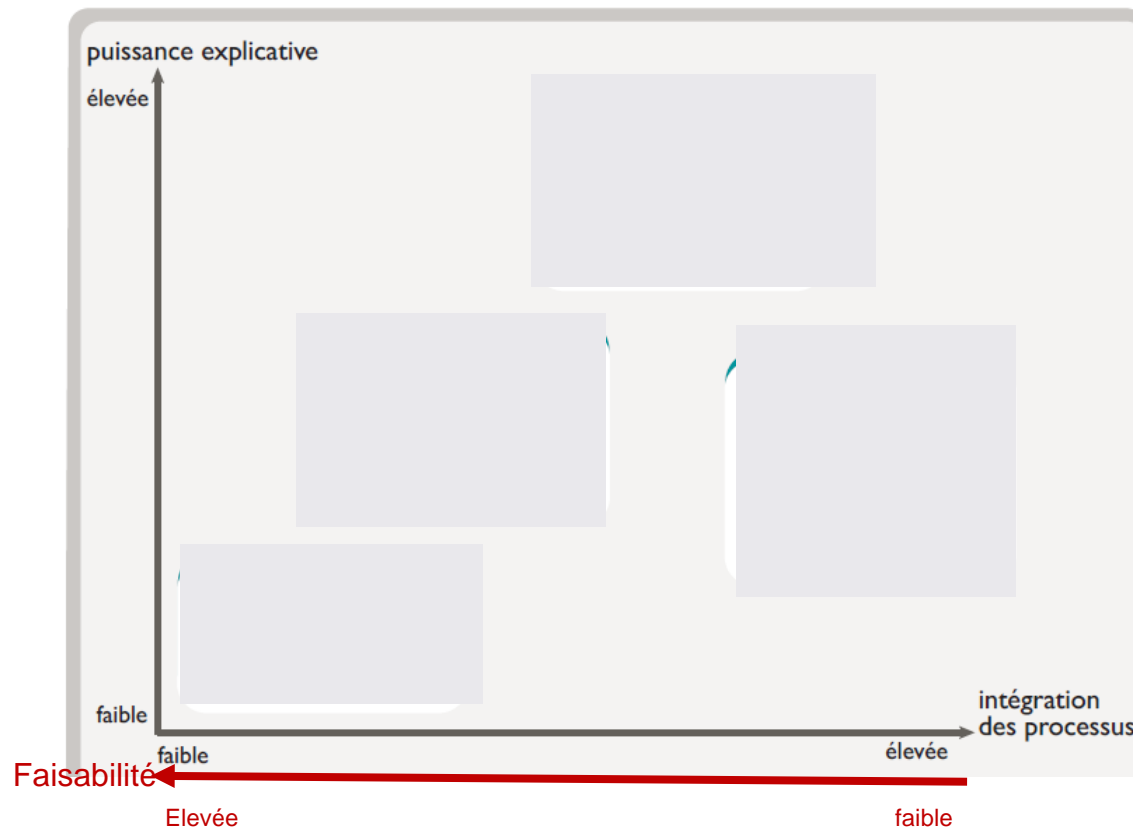 puissance explicative
élevée
faible
faible
élevée
intégration
des processus
Faisabilité
Elevée
faible